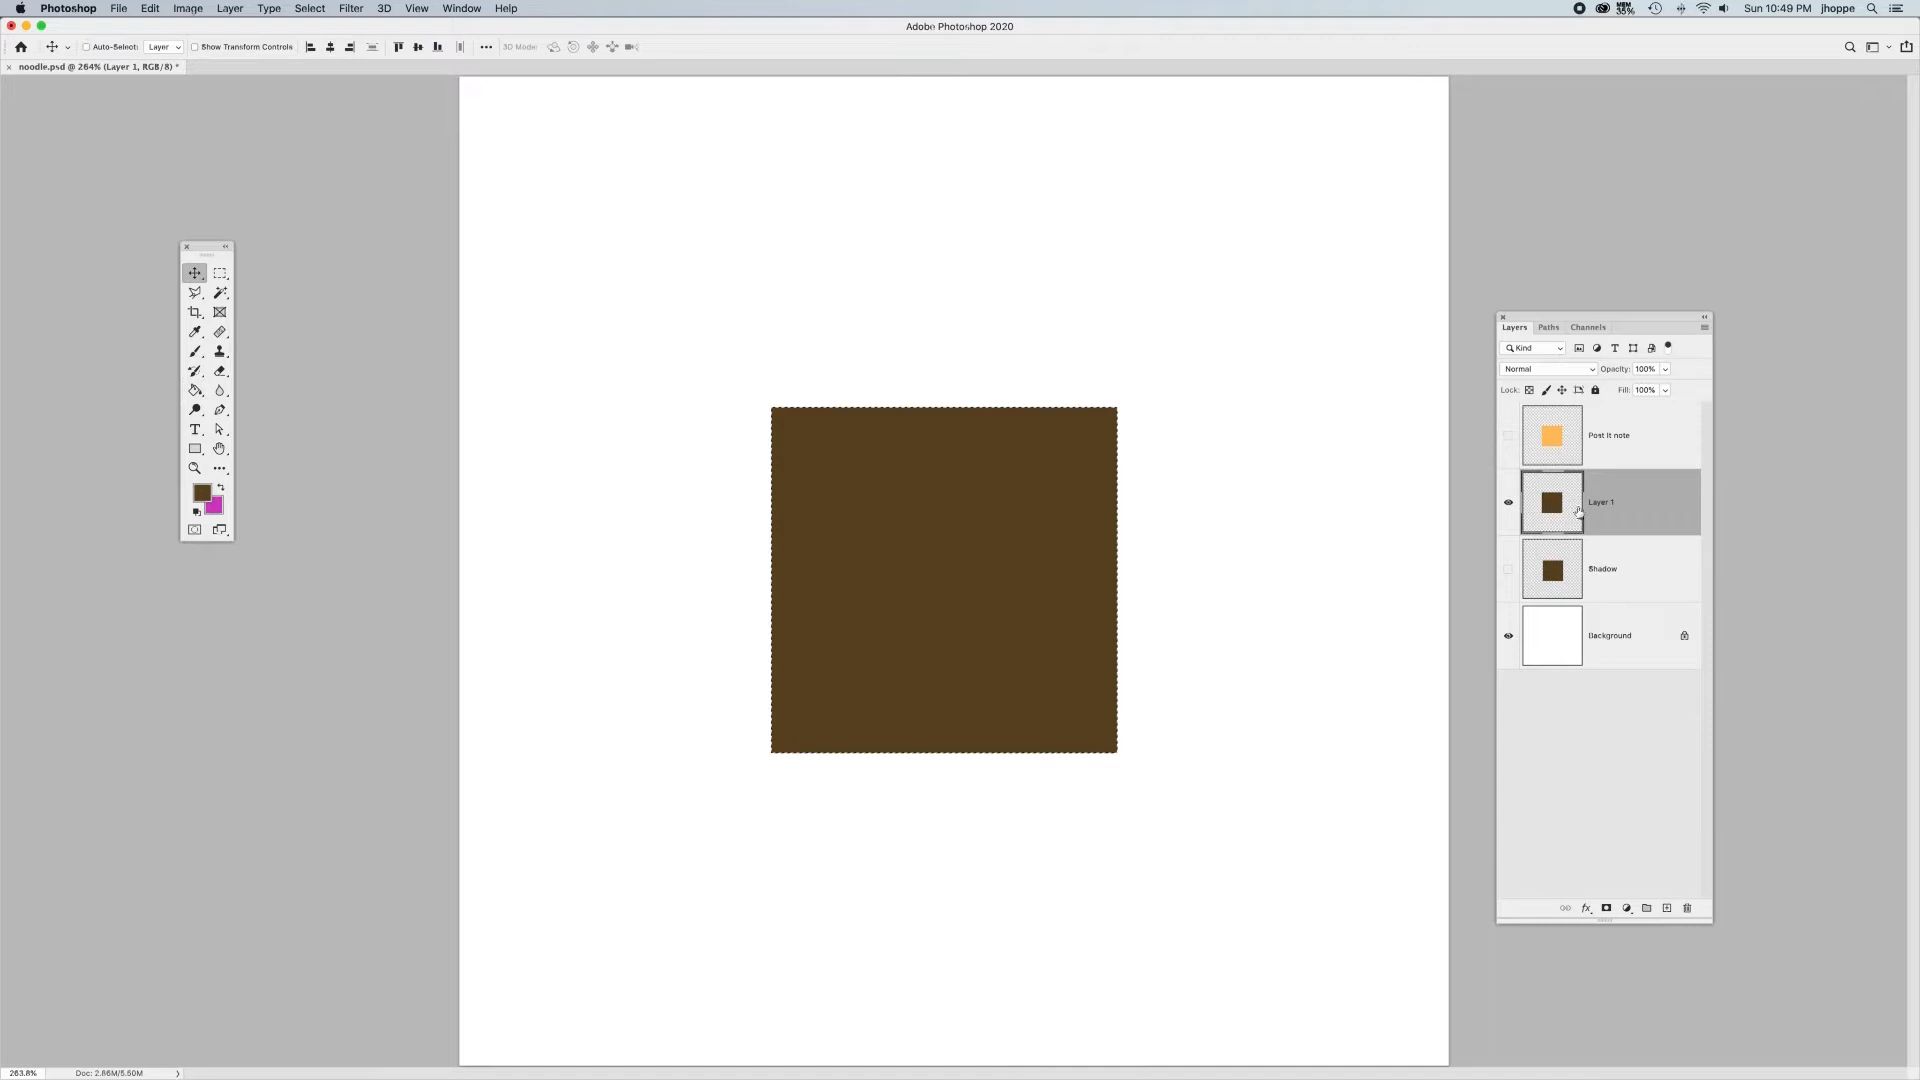 Photoshop File Edit Image Layer Type Select Filter 3D View Window Help MEM 35% Sun 10:49 PM jhoppe
Adobe Photoshop 2020
Auto-Select: Layer Show Transform Controls 3D Mode:
noodle.psd @ 264% (Layer 1, RGB/8) *
Layers Paths Channels
Kind
Normal Opacity: 100%
Lock: Fill: 100%
Post it note
Layer 1
Shadow
Background
263.8% Doc: 2.86M/5.50M